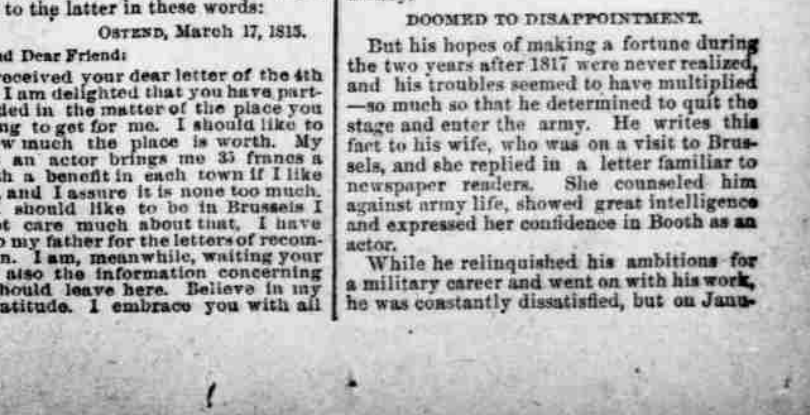 to the latter in these words:
OSTEND, March 17, 1815.
d Dear Friend:
eceived your dear letter of the 4th
I am delighted that you have part-
ded in the matter of the place you
ng to get for me. I should like to
w much the place is worth. My
an actor brings me 35 francs a
h a benefit in each town if I like
, and I assure it is none too much.
should like to be in Brussels I
t care much about that, I have
o my father for the letters of recom-
n. I am, meanwhile, waiting your
also the information concerning
hould leave here. Believe in my
atitude. I embrace you with all
DOOMED TO DISAPPOINTMENT.
But his hopes of making a fortune during
the two years after 1817 were never realized,
and his troubles seemed to have multiplied
—so much so that he determined to quit the
stage and enter the army. He writes this
fact to his wife, who was on a visit to Brus-
sels, and she replied in a letter familiar to
newspaper readers. She counseled him
against army life, showed great intelligence
and expressed her confidence in Booth as an
actor.
While he relinquished his ambitions for
a military career and went on with his work,
he was constantly dissatisfied, but on Janu-